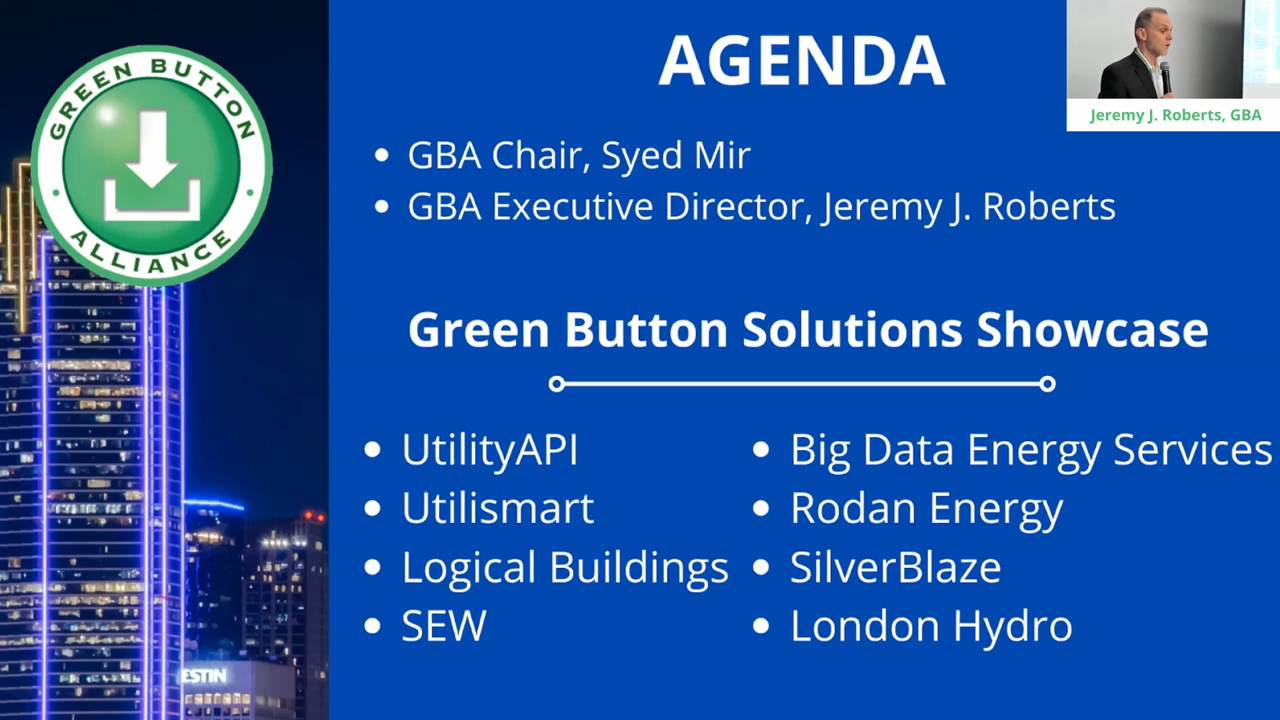 GREEN BUTTON
ALLIANCE
ESTIN
AGENDA
Jeremy J. Roberts, GBA
• GBA Chair, Syed Mir
• GBA Executive Director, Jeremy J. Roberts
Green Button Solutions Showcase
• UtilityAPI
• Utilismart
• Logical Buildings
• SEW
• Big Data Energy Services
• Rodan Energy
• SilverBlaze
• London Hydro